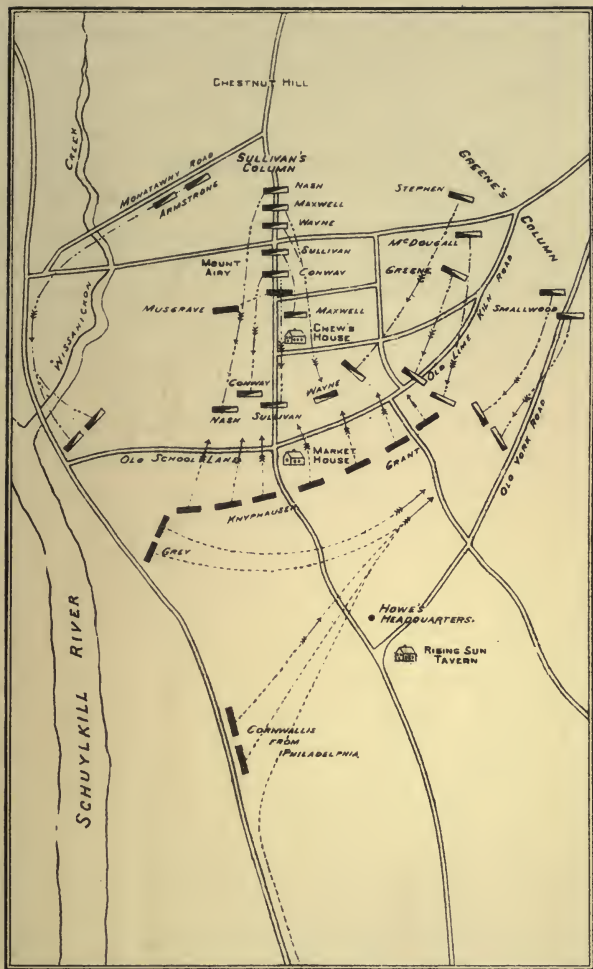 CHESTNUT HILL
CREEK
MONATAWNY ROAD
ARMSTRONG
SULLIVAN'S
COLUMN
NASH
MAXWELL
WAYNE
SULLIVAN
CONWAY
MOUNT
AIRY
MUSGRAVE
MAXWELL
CHEW'S
HOUSE
STEPHEN
GREENE'S
COLUMN
McDOUGALL
GREENE
SMALLWOOD
OLD LIME KILN ROAD
WISSAHICKON
CONWAY
NASH
SULLIVAN
WAYNE
OLD SCHOOL LAND
MARKET
HOUSE
GRANT
OLD YORK ROAD
KNYPHAUSEN
GREY
HOWE'S
HEADQUARTERS.
RISING SUN
TAVERN
CORNWALLIS
FROM
PHILADELPHIA
SCHUYLKILL RIVER